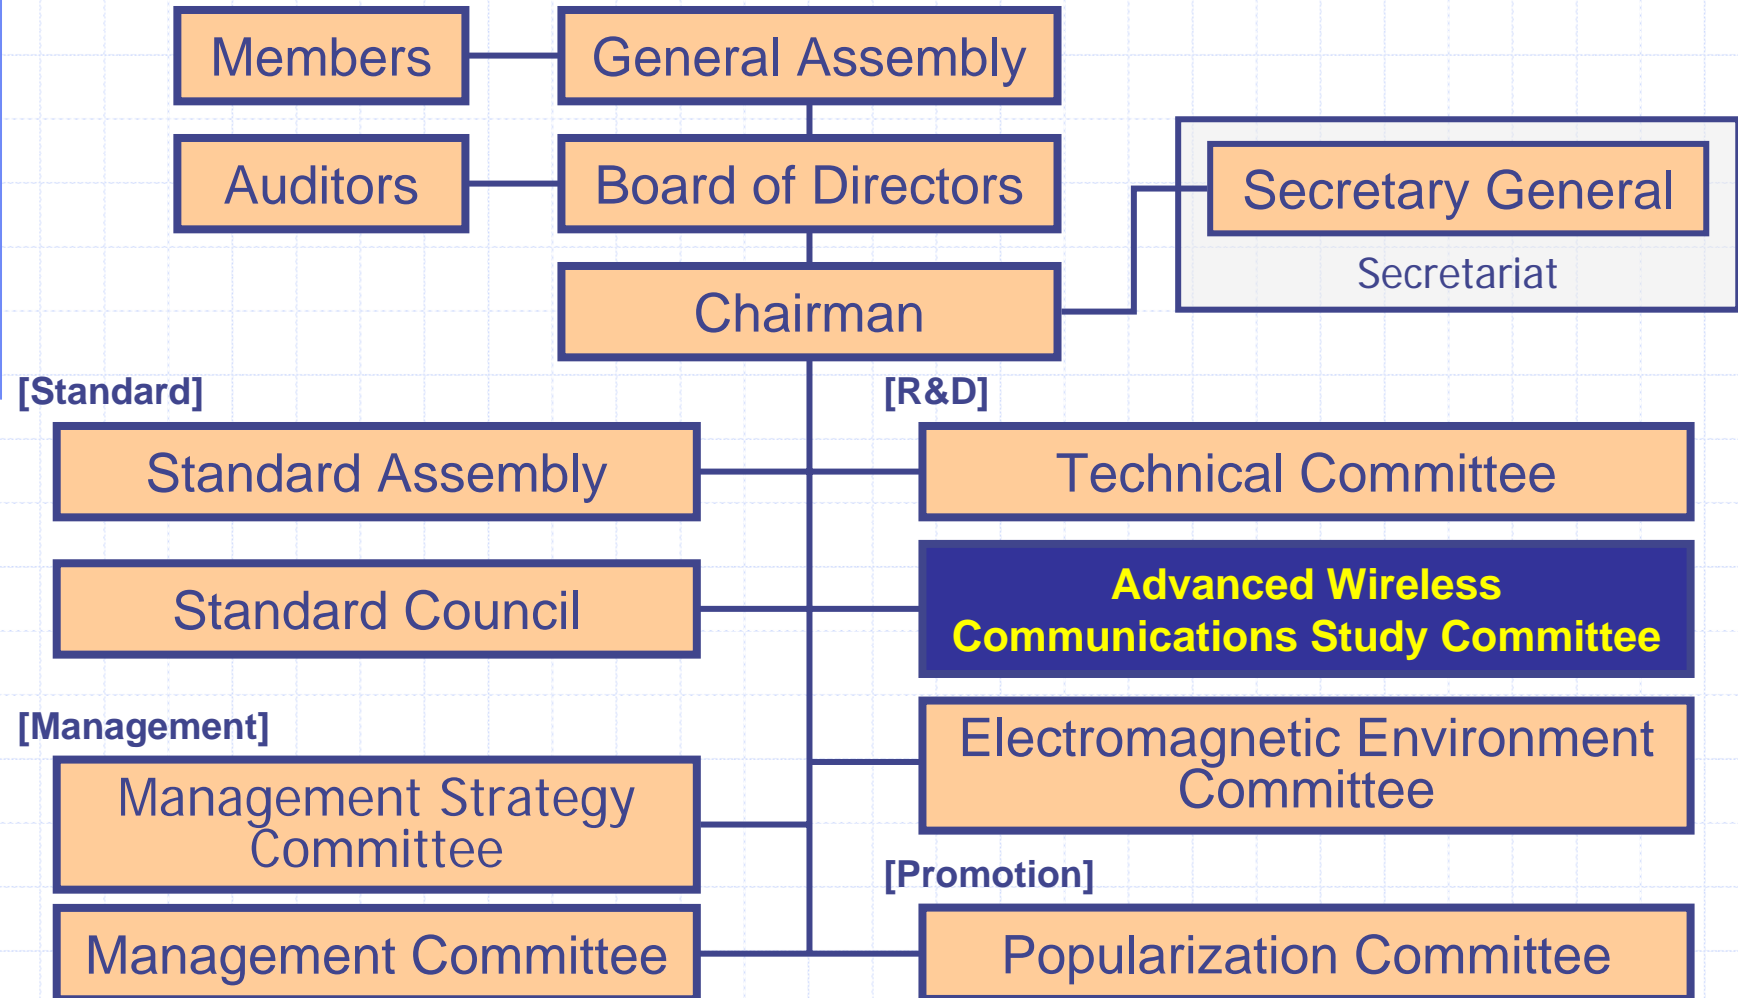 Members
General Assembly
Auditors
Board of Directors
Secretary General
Secretariat
Chairman
[Standard]
Standard Assembly
Standard Council
[R&D]
Technical Committee
Advanced Wireless
Communications Study Committee
Electromagnetic Environment
Committee
[Management]
Management Strategy
Committee
Management Committee
[Promotion]
Popularization Committee